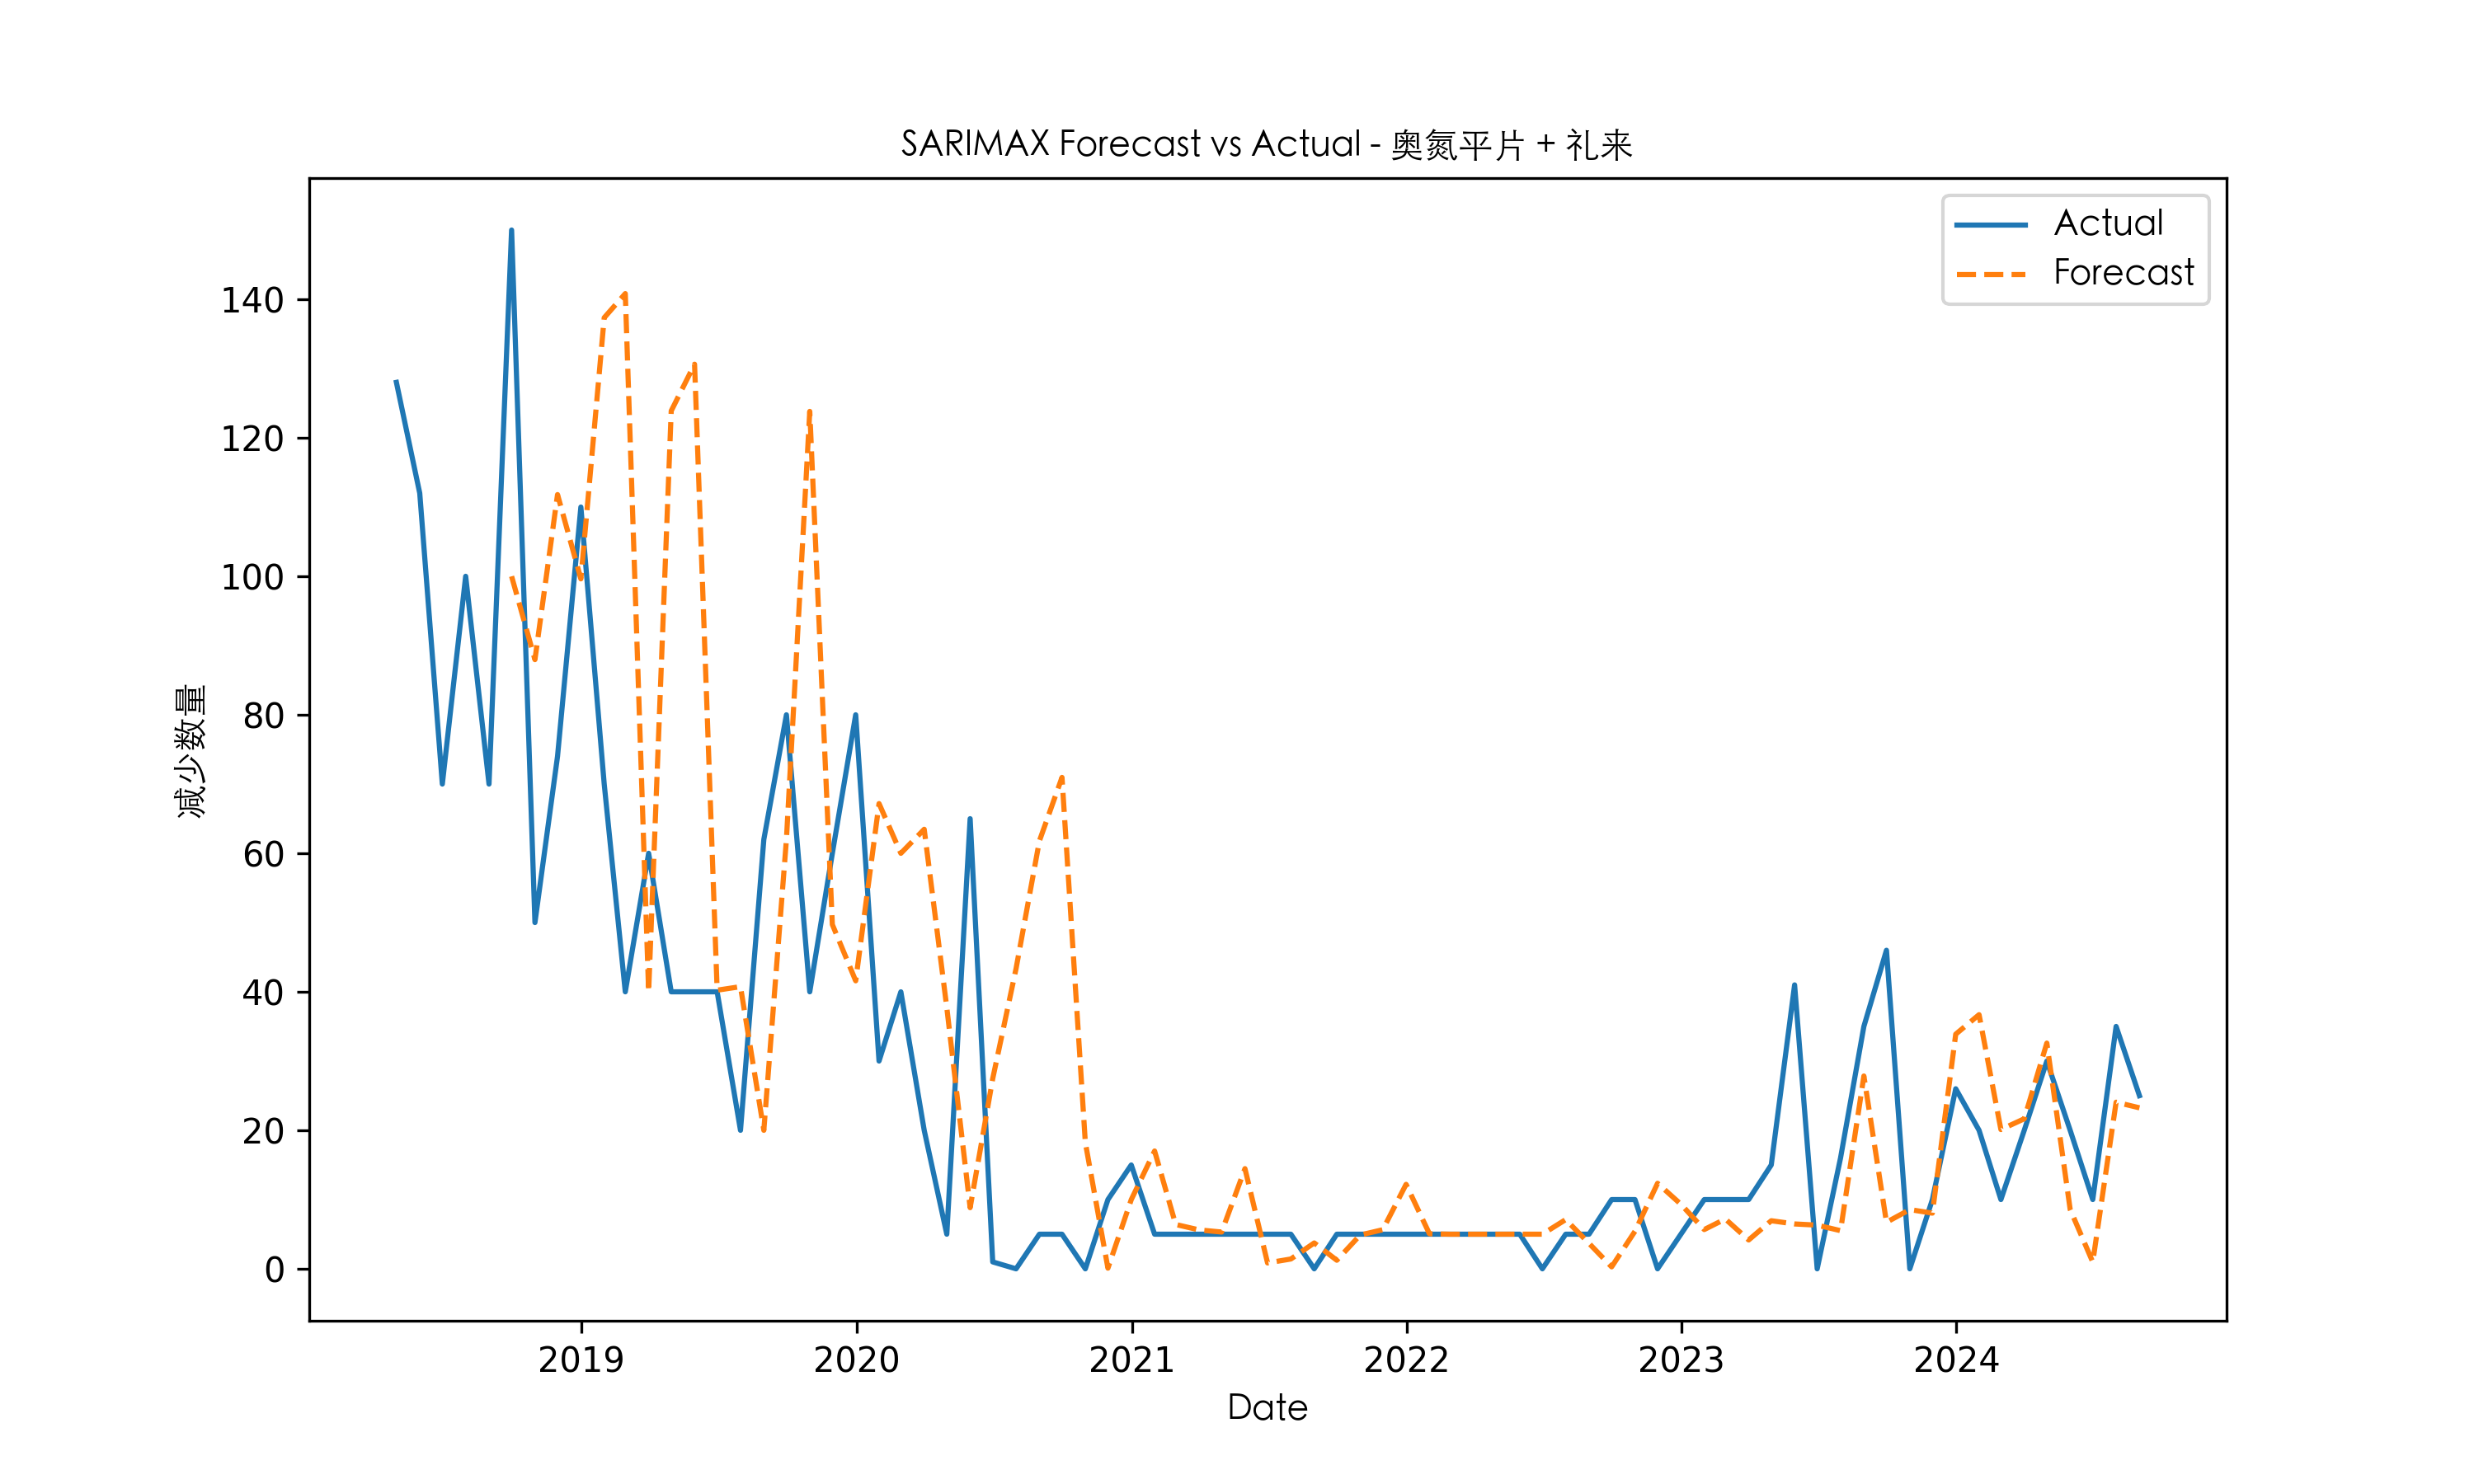 SARIMAX Forecast vs Actual - 奥氮平片 + 礼来
Actual
Forecast
减少数量
140
120
100
80
60
40
20
0
2019 2020 2021 2022 2023 2024
Date